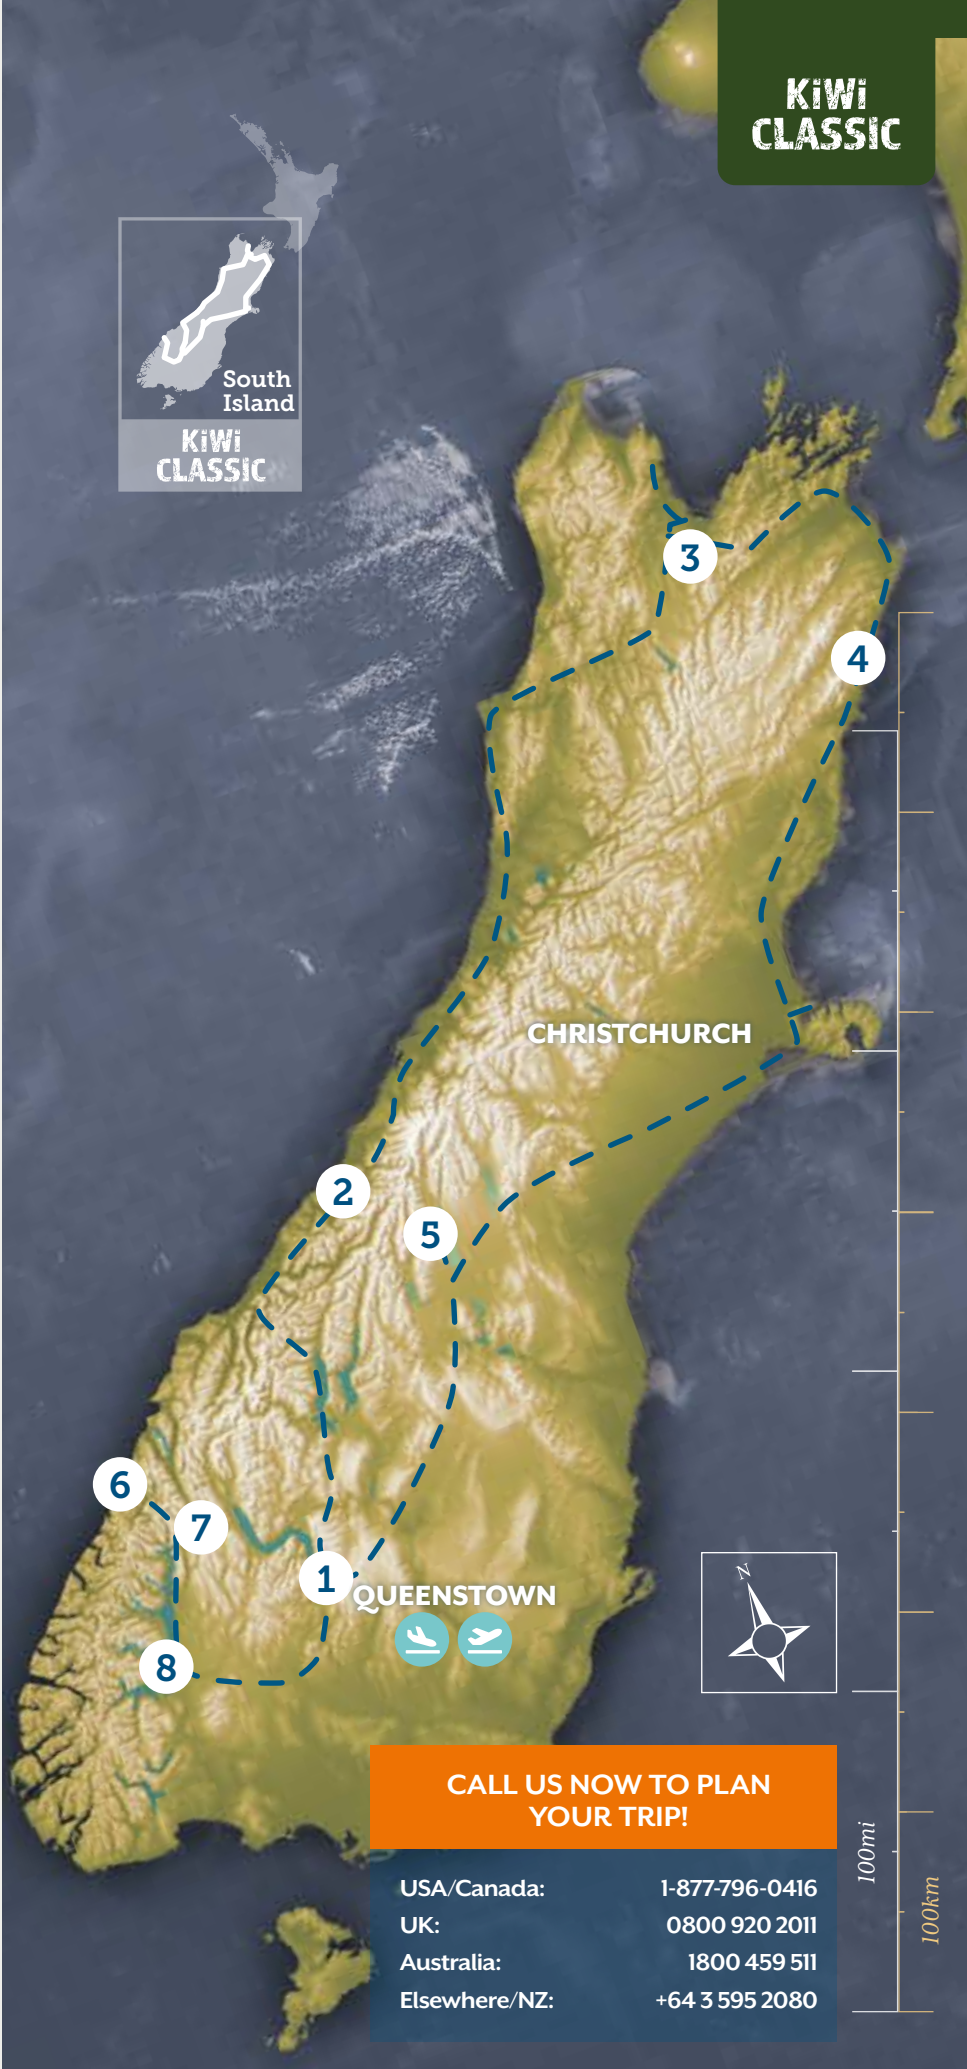 KiWi
CLASSIC
South
Island
KiWi
CLASSIC
3
4
CHRISTCHURCH
2
5
6
7
1
QUEENSTOWN
8
N
CALL US NOW TO PLAN
YOUR TRIP!
USA/Canada: 1-877-796-0416
UK: 0800 920 2011
Australia: 1800 459 511
Elsewhere/NZ: +64 3 595 2080
100mi
100km